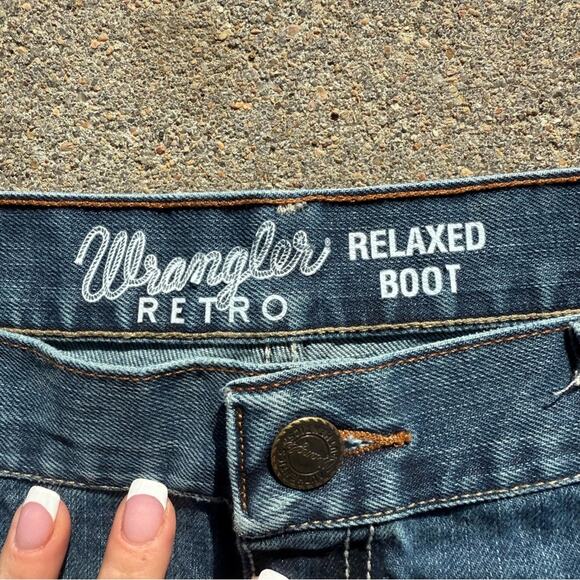 Wrangler
RETRO
RELAXED
BOOT